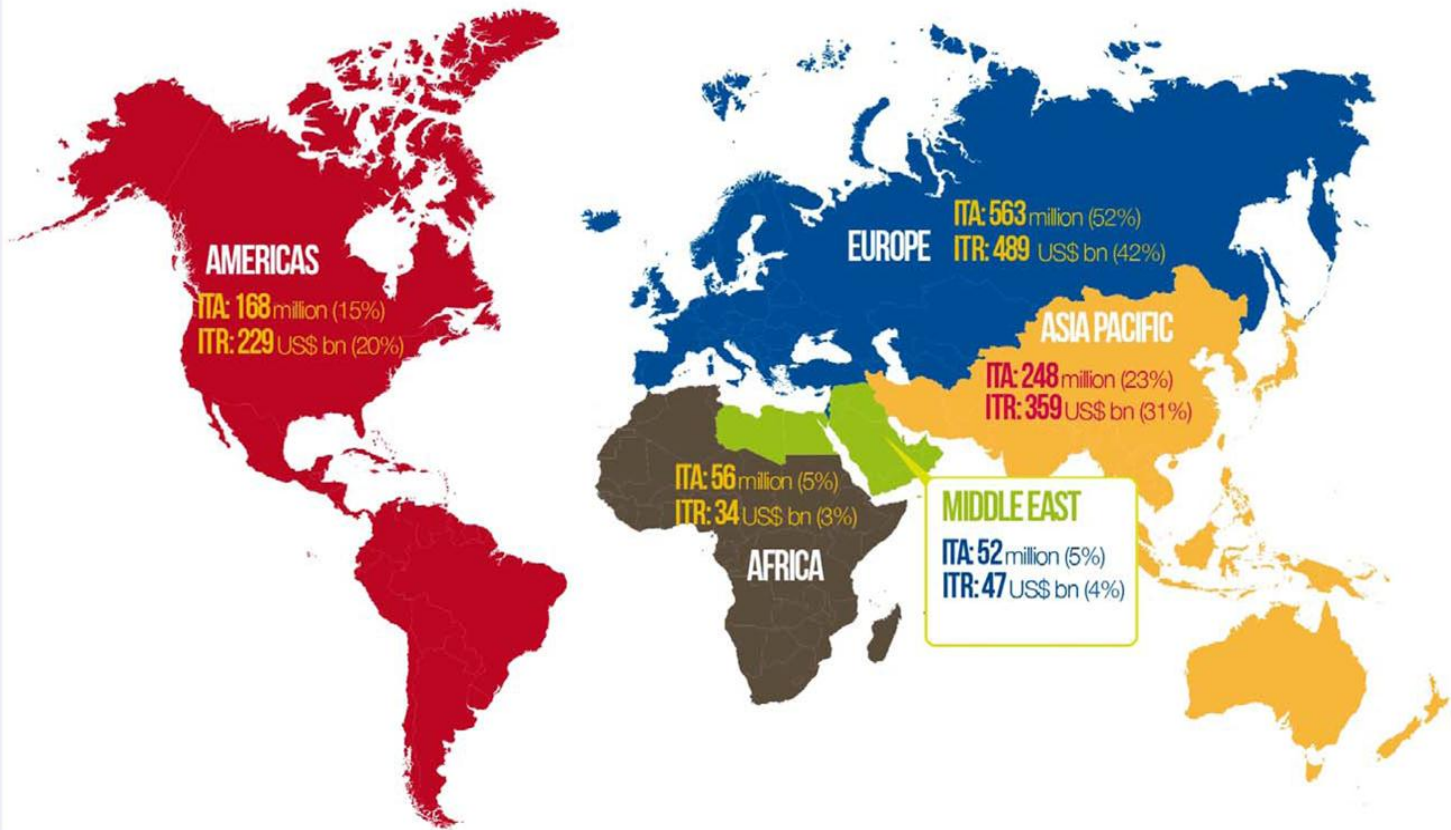 AMERICAS
ITA: 168 million (15%)
ITR: 229 US$ bn (20%)
EUROPE
ITA: 563 million (52%)
ITR: 489 US$ bn (42%)
ASIA PACIFIC
ITA: 248 million (23%)
ITR: 359 US$ bn (31%)
ITA: 56 million (5%)
ITR: 34 US$ bn (3%)
AFRICA
MIDDLE EAST
ITA: 52 million (5%)
ITR: 47 US$ bn (4%)